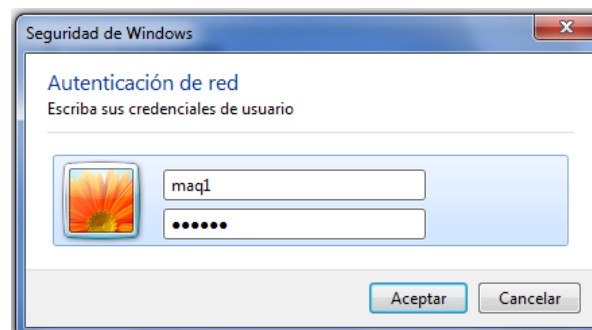 Seguridad de Windows
Autenticación de red
Escriba sus credenciales de usuario
maq1
●●●●●●
Aceptar
Cancelar